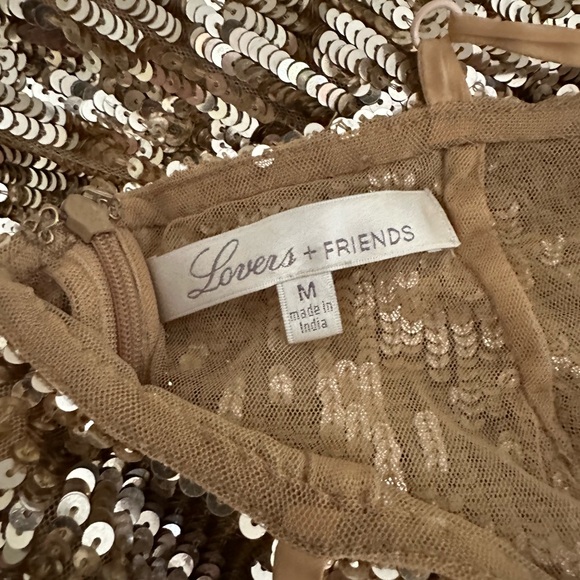 Lovers + FRIENDS
M
made in
India